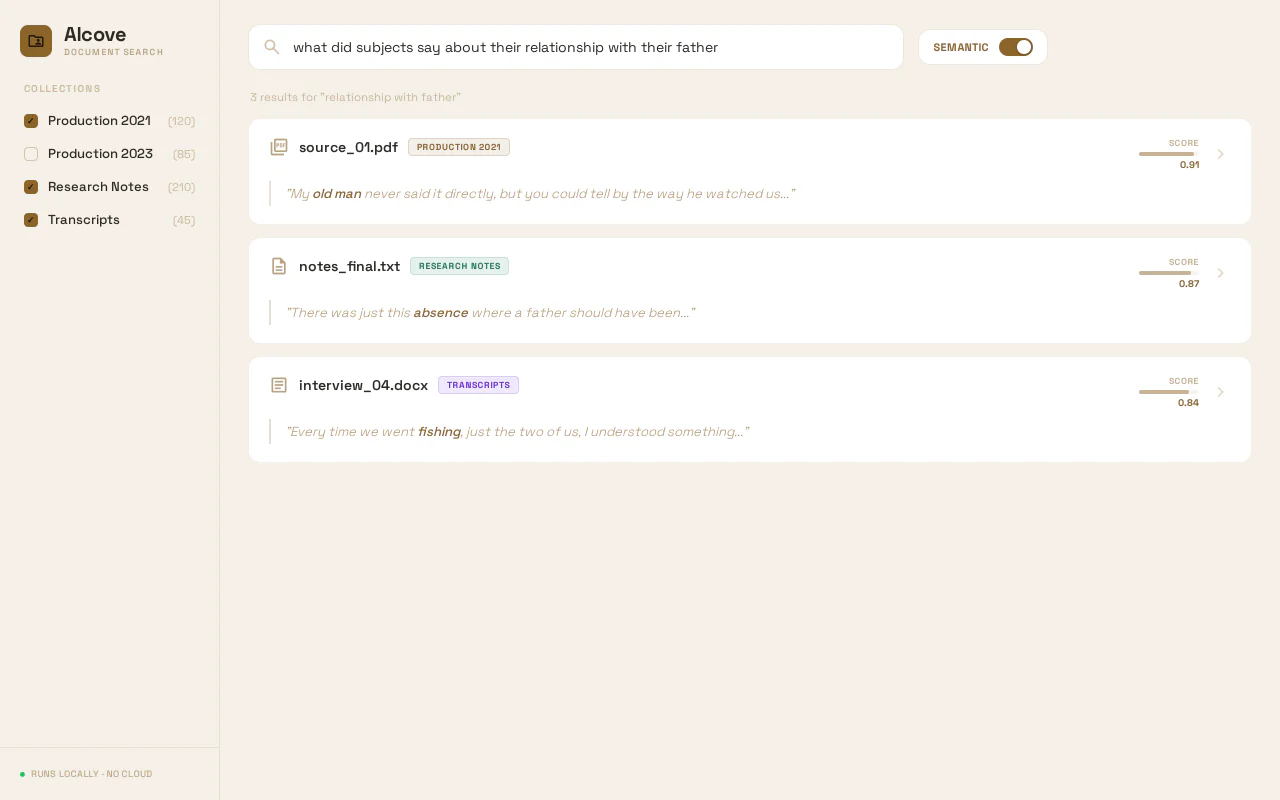 Alcove
DOCUMENT SEARCH
COLLECTIONS
Production 2021 (120)
Production 2023 (85)
Research Notes (210)
Transcripts (45)
RUNS LOCALLY · NO CLOUD
what did subjects say about their relationship with their father
SEMANTIC
3 results for "relationship with father"
source_01.pdf PRODUCTION 2021
SCORE
0.91
"My old man never said it directly, but you could tell by the way he watched us..."
notes_final.txt RESEARCH NOTES
SCORE
0.87
"There was just this absence where a father should have been..."
interview_04.docx TRANSCRIPTS
SCORE
0.84
"Every time we went fishing, just the two of us, I understood something..."